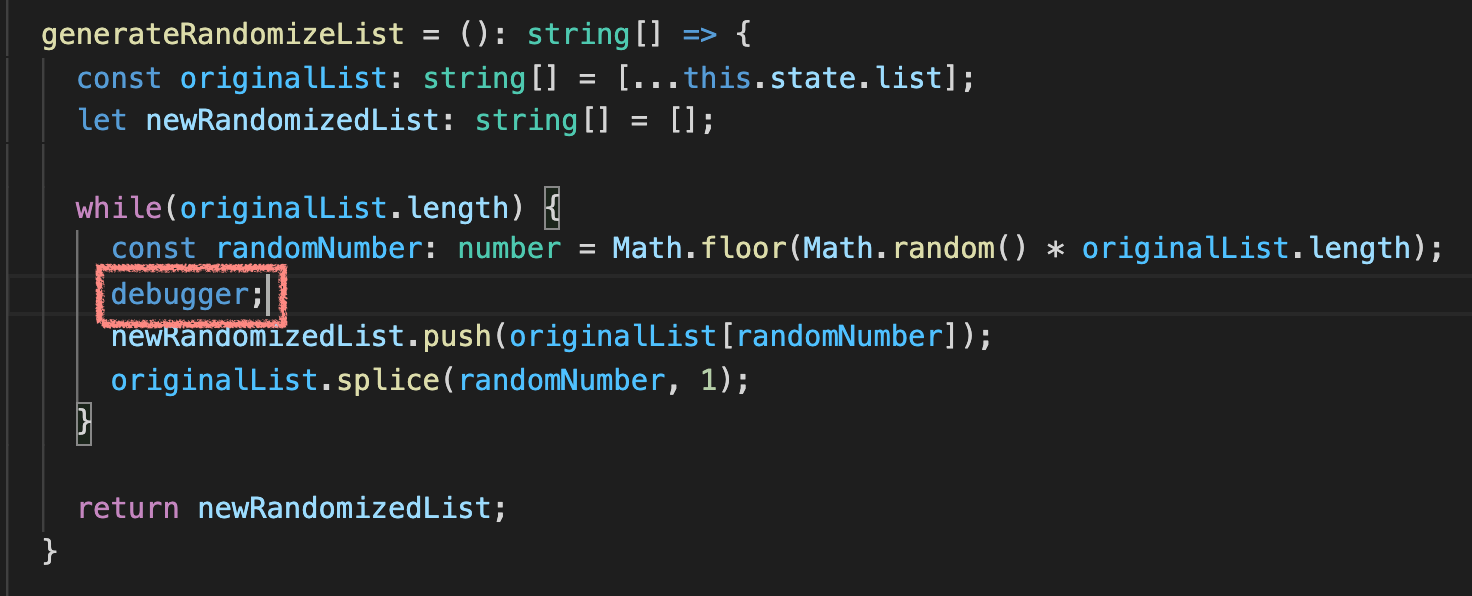 generateRandomizeList = (): string[] => {
const originalList: string[] = [...this.state.list];
let newRandomizedList: string[] = [];
while(originalList.length) {
const randomNumber: number = Math.floor(Math.random() * originalList.length);
debugger;
newRandomizedList.push(originalList[randomNumber]);
originalList.splice(randomNumber, 1);
}
return newRandomizedList;
}